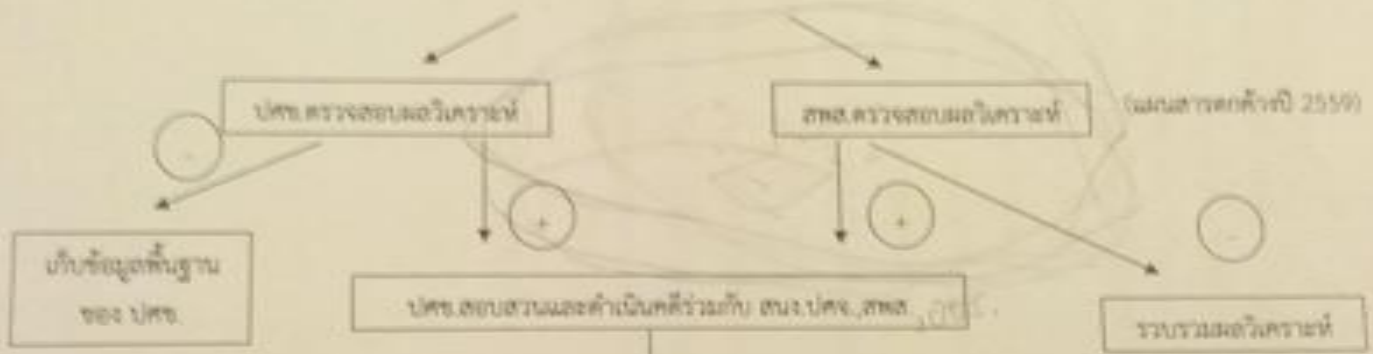 ปศข.ตรวจสอบผลวิเคราะห์
สพส.ตรวจสอบผลวิเคราะห์
(แผนสารตกค้างปี 2559)
-
+
+
-
เก็บข้อมูลพื้นฐาน
ของ ปศข.
ปศข.สอบสวนและดำเนินคดีร่วมกับ สนง.ปศจ.,สพส.
รวบรวมผลวิเคราะห์